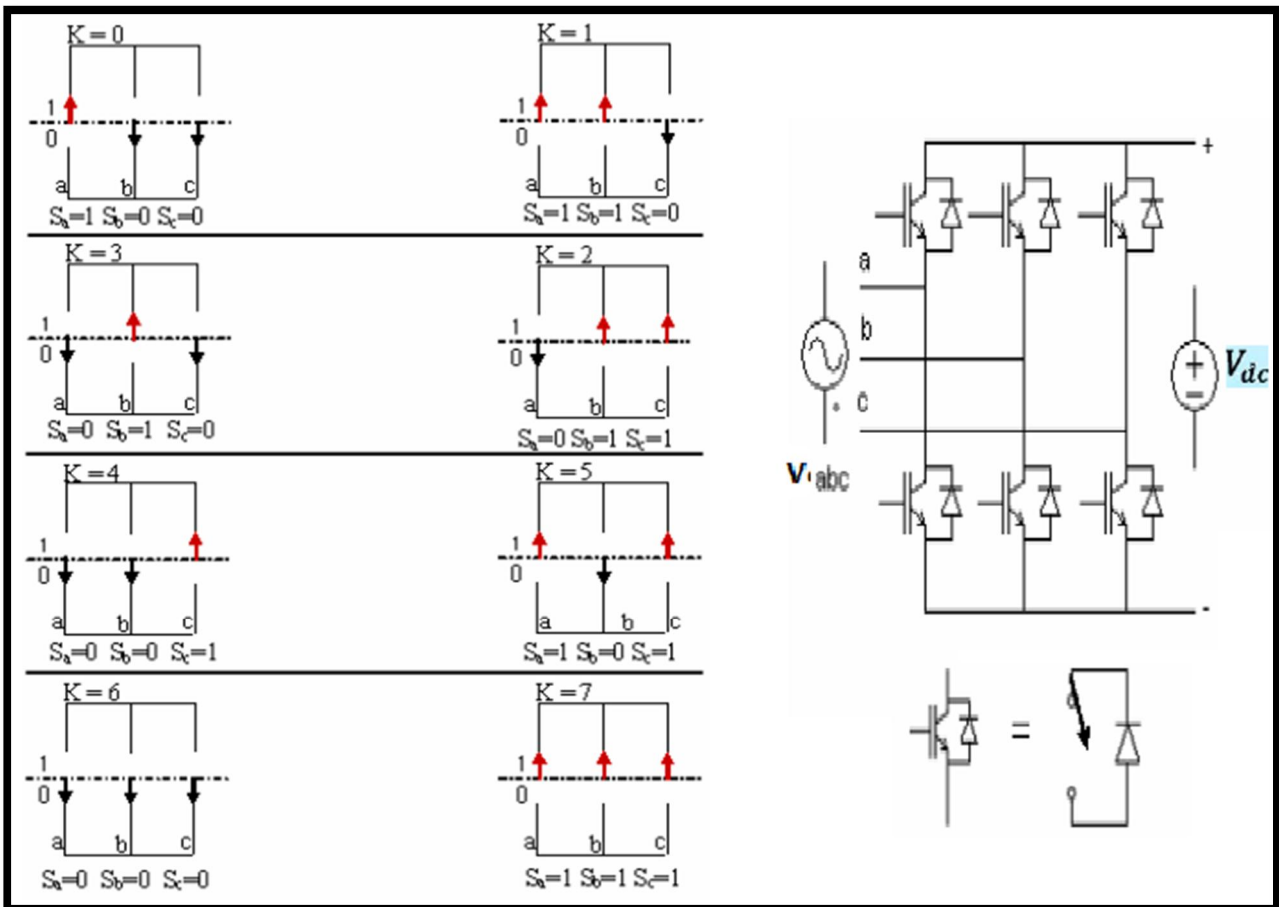 K = 0
1
0
a b c
Sa=1 Sb=0 Sc=0
K = 1
1
0
a b c
Sa=1 Sb=1 Sc=0
K = 3
1
0
a b c
Sa=0 Sb=1 Sc=0
K = 2
1
0
a b c
Sa=0 Sb=1 Sc=1
K = 4
1
0
a b c
Sa=0 Sb=0 Sc=1
K = 5
1
0
a b c
Sa=1 Sb=0 Sc=1
K = 6
1
0
a b c
Sa=0 Sb=0 Sc=0
K = 7
1
0
a b c
Sa=1 Sb=1 Sc=1
+
a
b
c
Vabc
+
−
Vdc
-
=